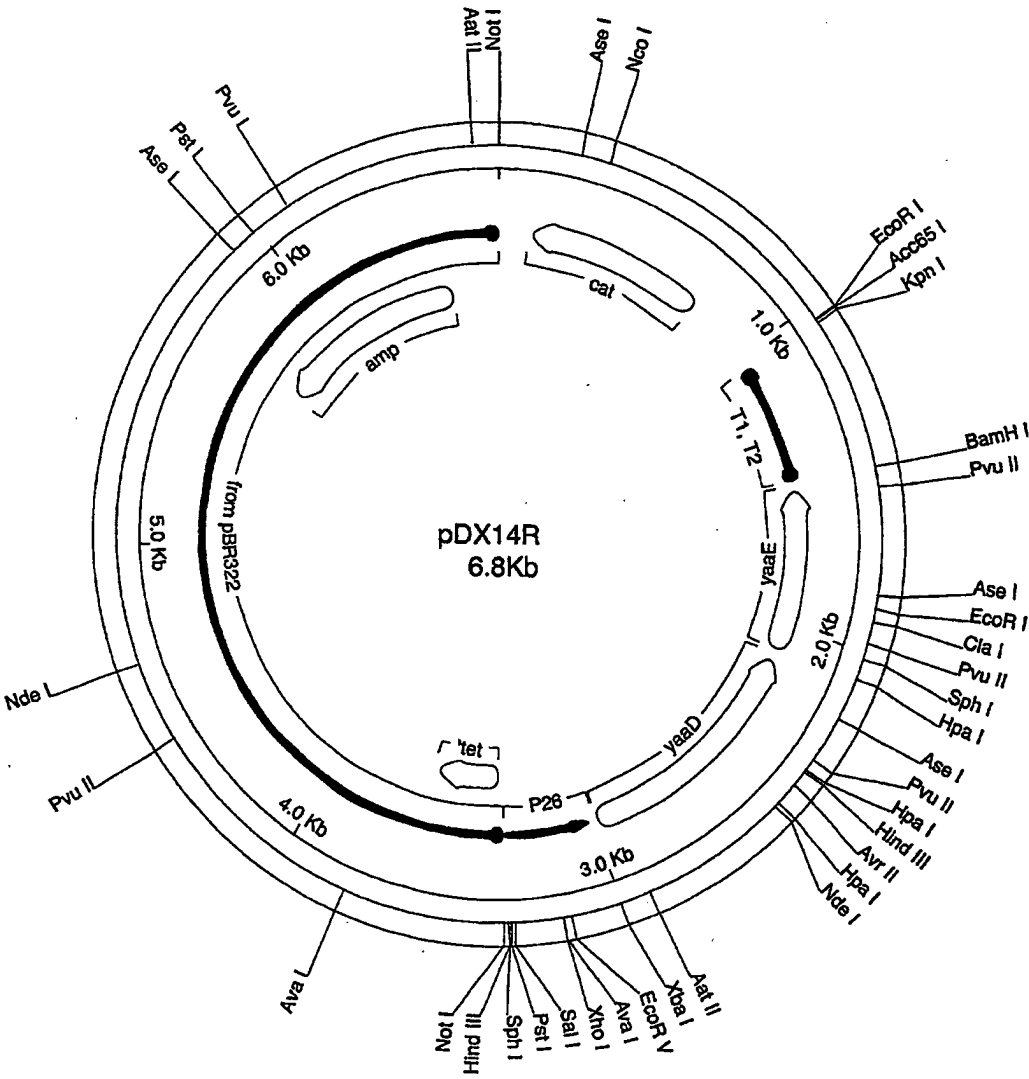 Not I
Aat II
Ase I
Nco I
EcoR I
Acc65 I
Kpn I
BamH I
Pvu II
Ase I
EcoR I
Cla I
Pvu II
Sph I
Hpa I
Ase I
Pvu II
Hpa I
Hind III
Avr II
Hpa I
Nde I
Aat II
Xba I
EcoR V
Ava I
Xho I
Sal I
Pst I
Sph I
Hind III
Not I
Ava I
Pvu II
Nde I
Ase I
Pst I
Pvu I
1.0 Kb
2.0 Kb
3.0 Kb
4.0 Kb
5.0 Kb
6.0 Kb
cat
T1, T2
yaaE
yaaD
P26
'tet
from pBR322
amp
pDX14R
6.8Kb